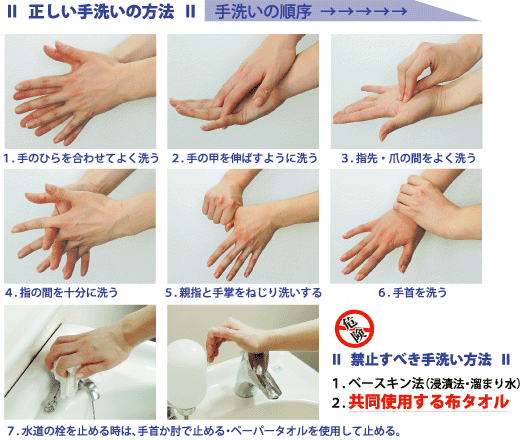 II 正しい手洗いの方法 II 手洗いの順序 →→→→→
1.手のひらを合わせてよく洗う
2.手の甲を伸ばすように洗う
3.指先・爪の間をよく洗う
4.指の間を十分に洗う
5.親指と手掌をねじり洗いする
6.手首を洗う
危険
II 禁止すべき手洗い方法 II
1.ベースキン法(浸漬法・溜まり水)
2.共同使用する布タオル
7.水道の栓を止める時は、手首か肘で止める・ペーパータオルを使用して止める。